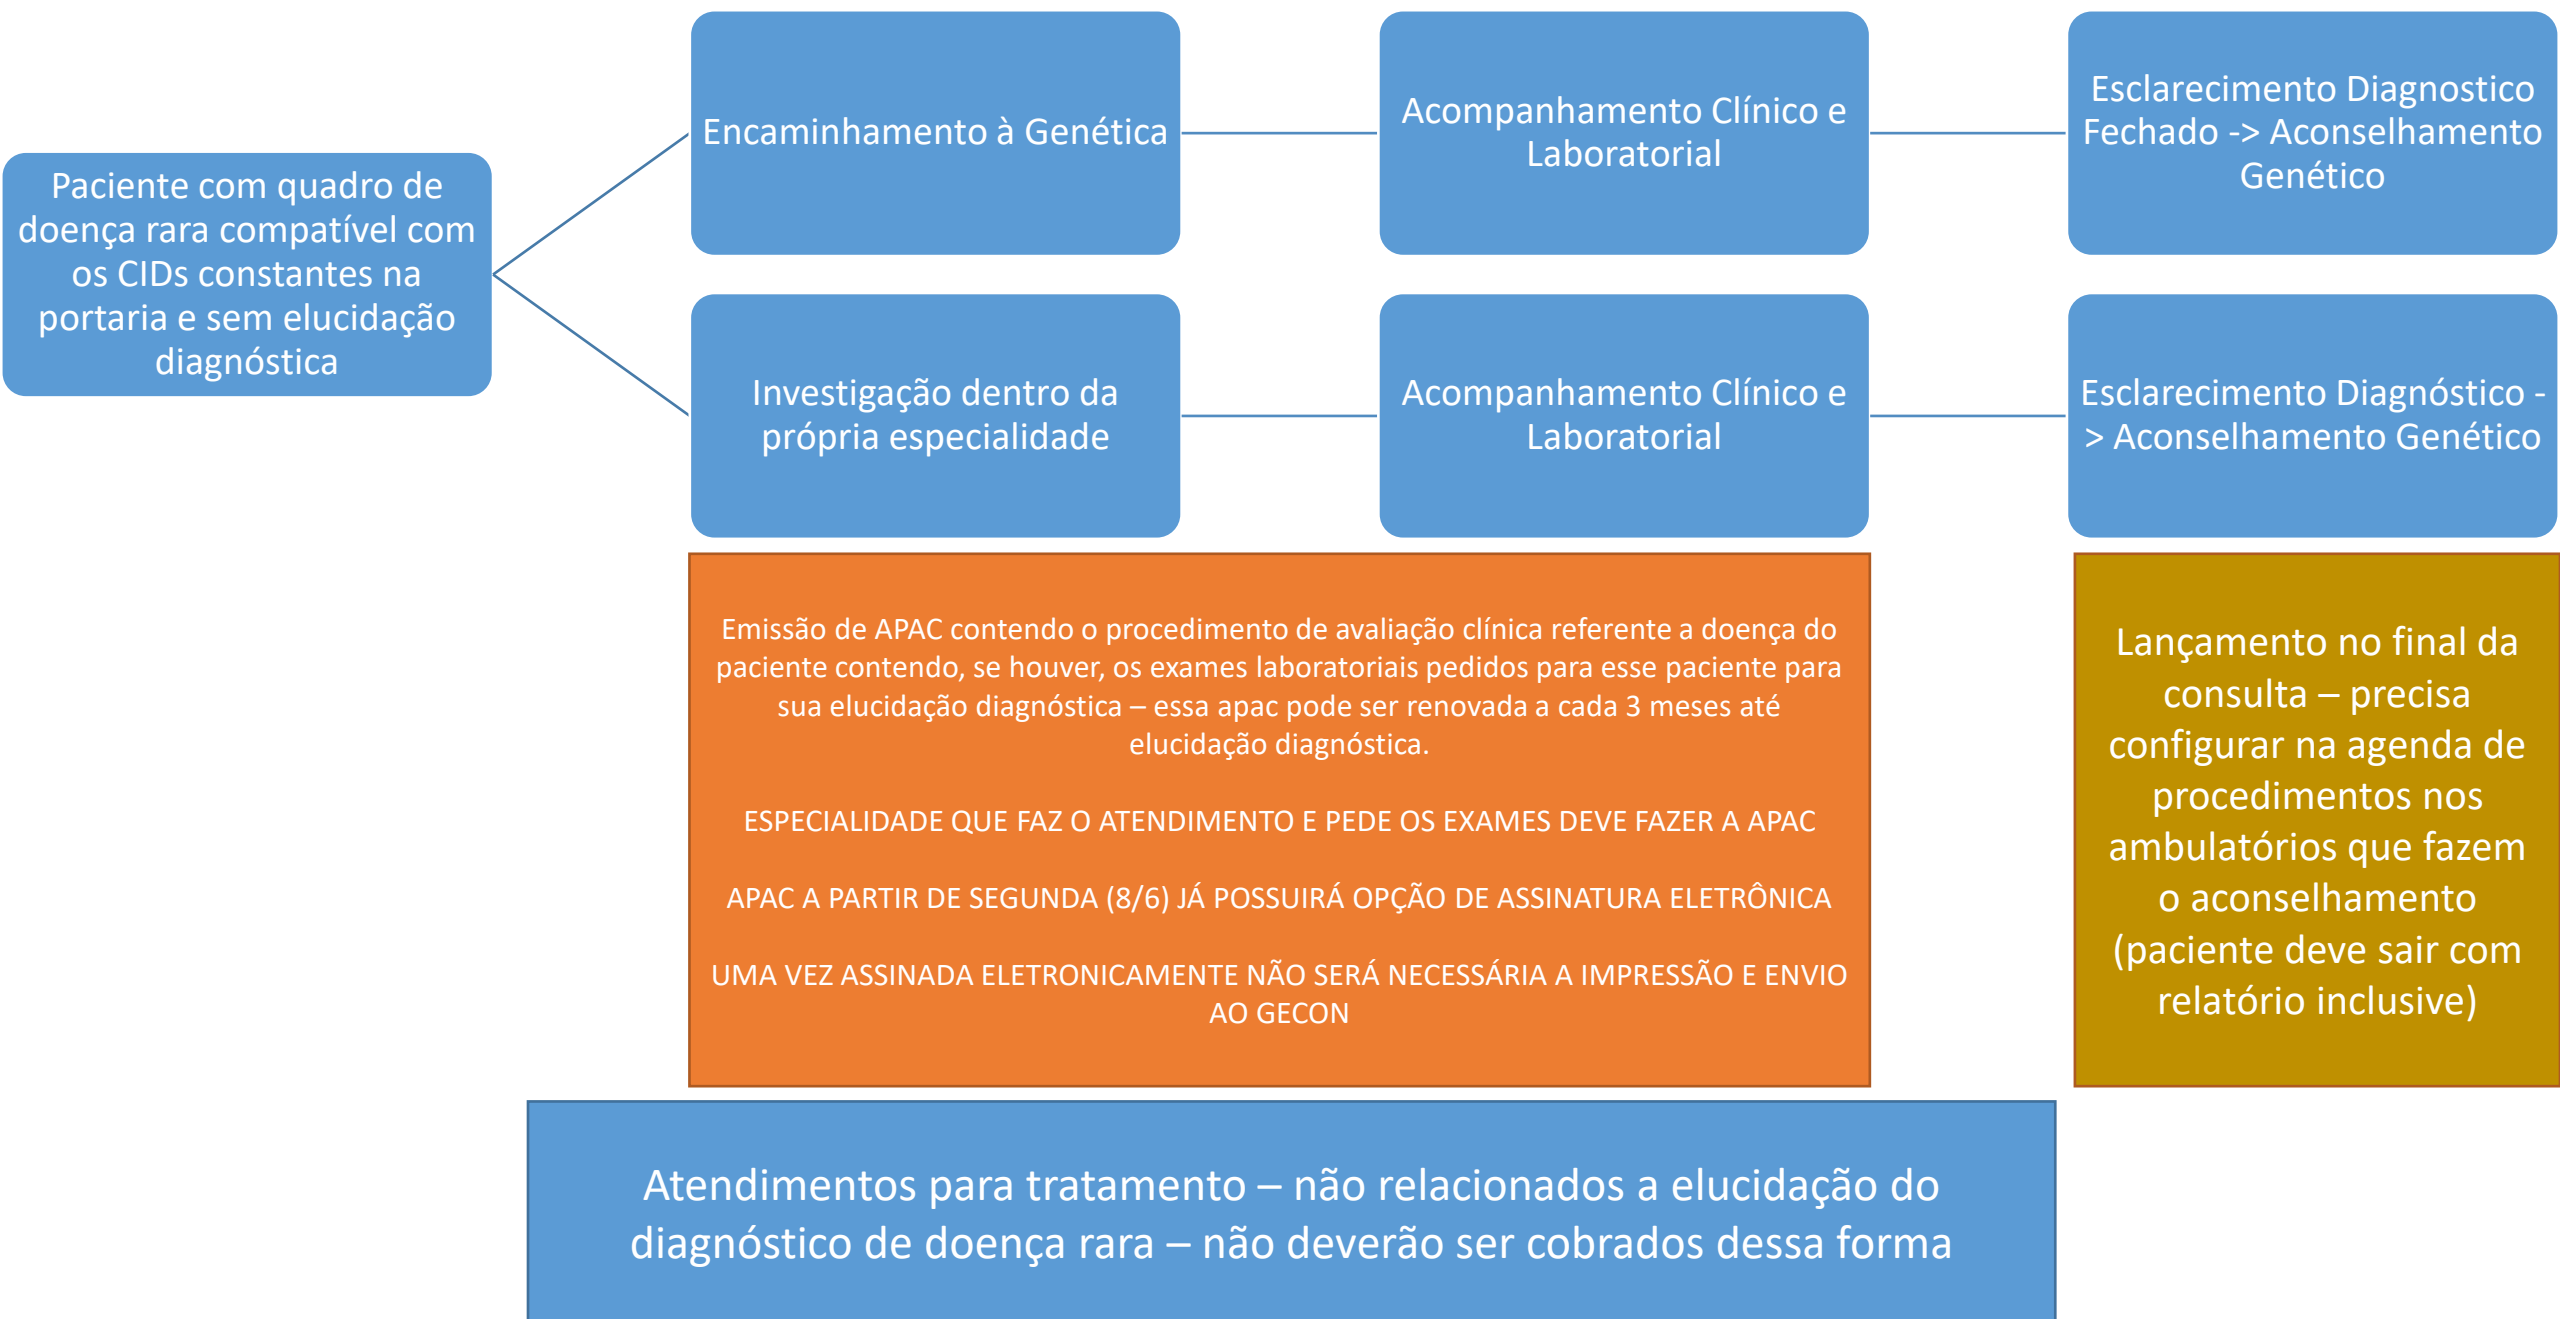 Paciente com quadro de
doença rara compatível com
os CIDs constantes na
portaria e sem elucidação
diagnóstica
Encaminhamento à Genética
Acompanhamento Clínico e
Laboratorial
Esclarecimento Diagnostico
Fechado -> Aconselhamento
Genético
Investigação dentro da
própria especialidade
Acompanhamento Clínico e
Laboratorial
Esclarecimento Diagnóstico -
> Aconselhamento Genético
Emissão de APAC contendo o procedimento de avaliação clínica referente a doença do
paciente contendo, se houver, os exames laboratoriais pedidos para esse paciente para
sua elucidação diagnóstica – essa apac pode ser renovada a cada 3 meses até
elucidação diagnóstica.
ESPECIALIDADE QUE FAZ O ATENDIMENTO E PEDE OS EXAMES DEVE FAZER A APAC
APAC A PARTIR DE SEGUNDA (8/6) JÁ POSSUIRÁ OPÇÃO DE ASSINATURA ELETRÔNICA
UMA VEZ ASSINADA ELETRONICAMENTE NÃO SERÁ NECESSÁRIA A IMPRESSÃO E ENVIO
AO GECON
Lançamento no final da
consulta – precisa
configurar na agenda de
procedimentos nos
ambulatórios que fazem
o aconselhamento
(paciente deve sair com
relatório inclusive)
Atendimentos para tratamento – não relacionados a elucidação do
diagnóstico de doença rara – não deverão ser cobrados dessa forma